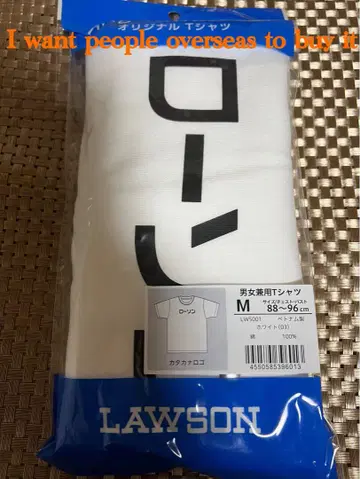 オリジナル Tシャツ
I want people overseas to buy it
ローソ
男女兼用Tシャツ
M
サイズ/チェスト・バスト
88～96cm
LW5001 ベトナム製
ホワイト(03)
綿 100%
ローソン
カタカナロゴ
4580585386013
LAWSON